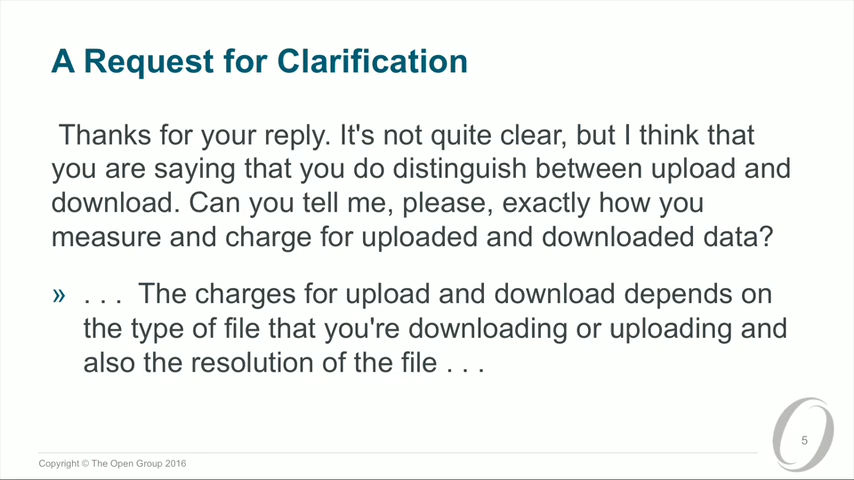 A Request for Clarification
Thanks for your reply. It's not quite clear, but I think that
you are saying that you do distinguish between upload and
download. Can you tell me, please, exactly how you
measure and charge for uploaded and downloaded data?
» . . . The charges for upload and download depends on
the type of file that you're downloading or uploading and
also the resolution of the file . . .
5
Copyright © The Open Group 2016